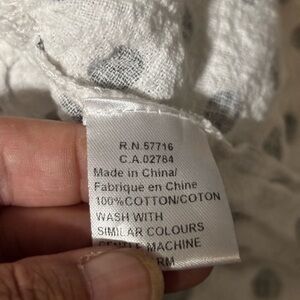 R.N.57716
C.A.02784
Made in China/
Fabrique en Chine
100%COTTON/COTON
WASH WITH
SIMILAR COLOURS
GENTLE MACHINE